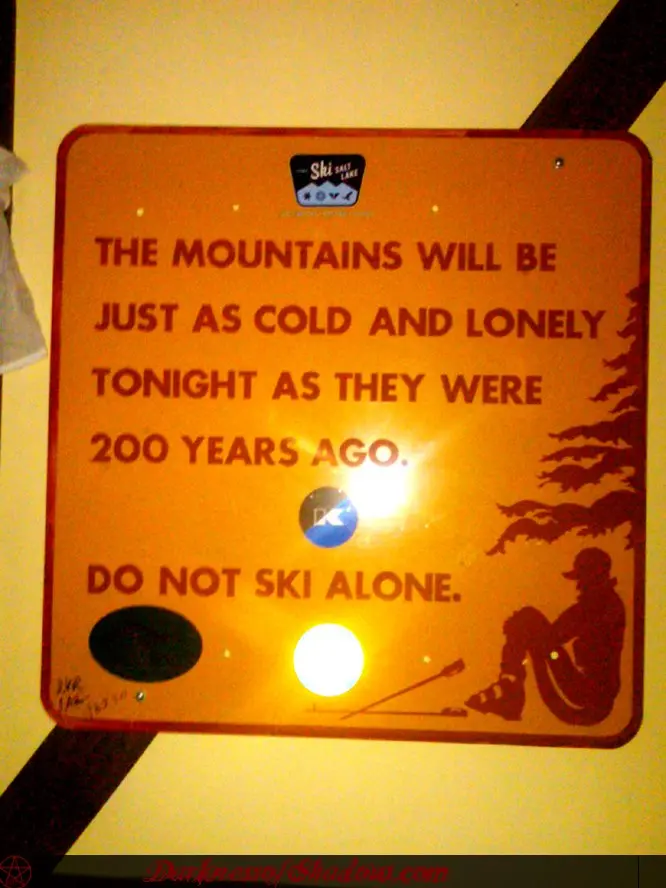 Ski SALT
LAKE
THE MOUNTAINS WILL BE
JUST AS COLD AND LONELY
TONIGHT AS THEY WERE
200 YEARS AGO.
DO NOT SKI ALONE.